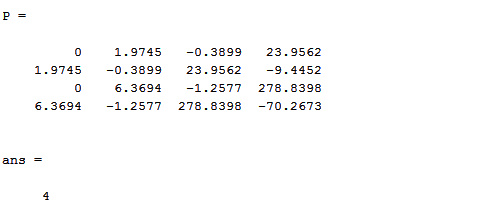 P =
0 1.9745 -0.3899 23.9562
1.9745 -0.3899 23.9562 -9.4452
0 6.3694 -1.2577 278.8398
6.3694 -1.2577 278.8398 -70.2673
ans =
4